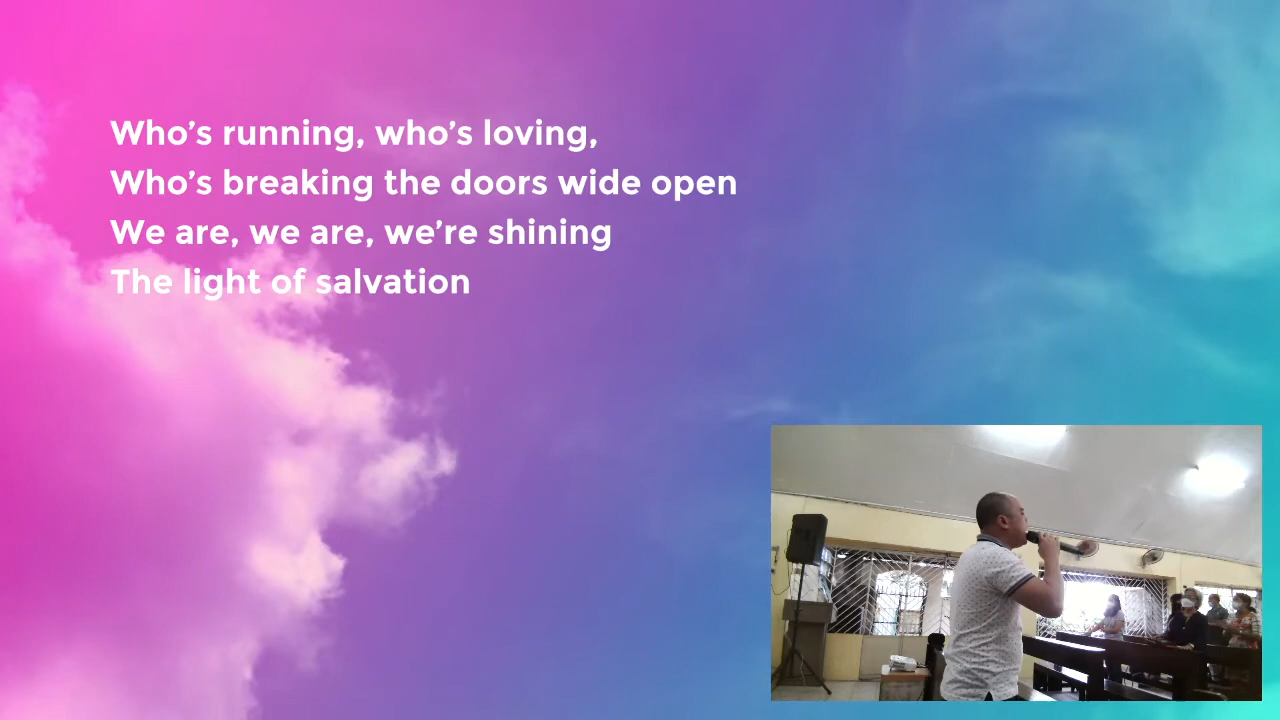 Who’s running, who’s loving,
Who’s breaking the doors wide open
We are, we are, we’re shining
The light of salvation